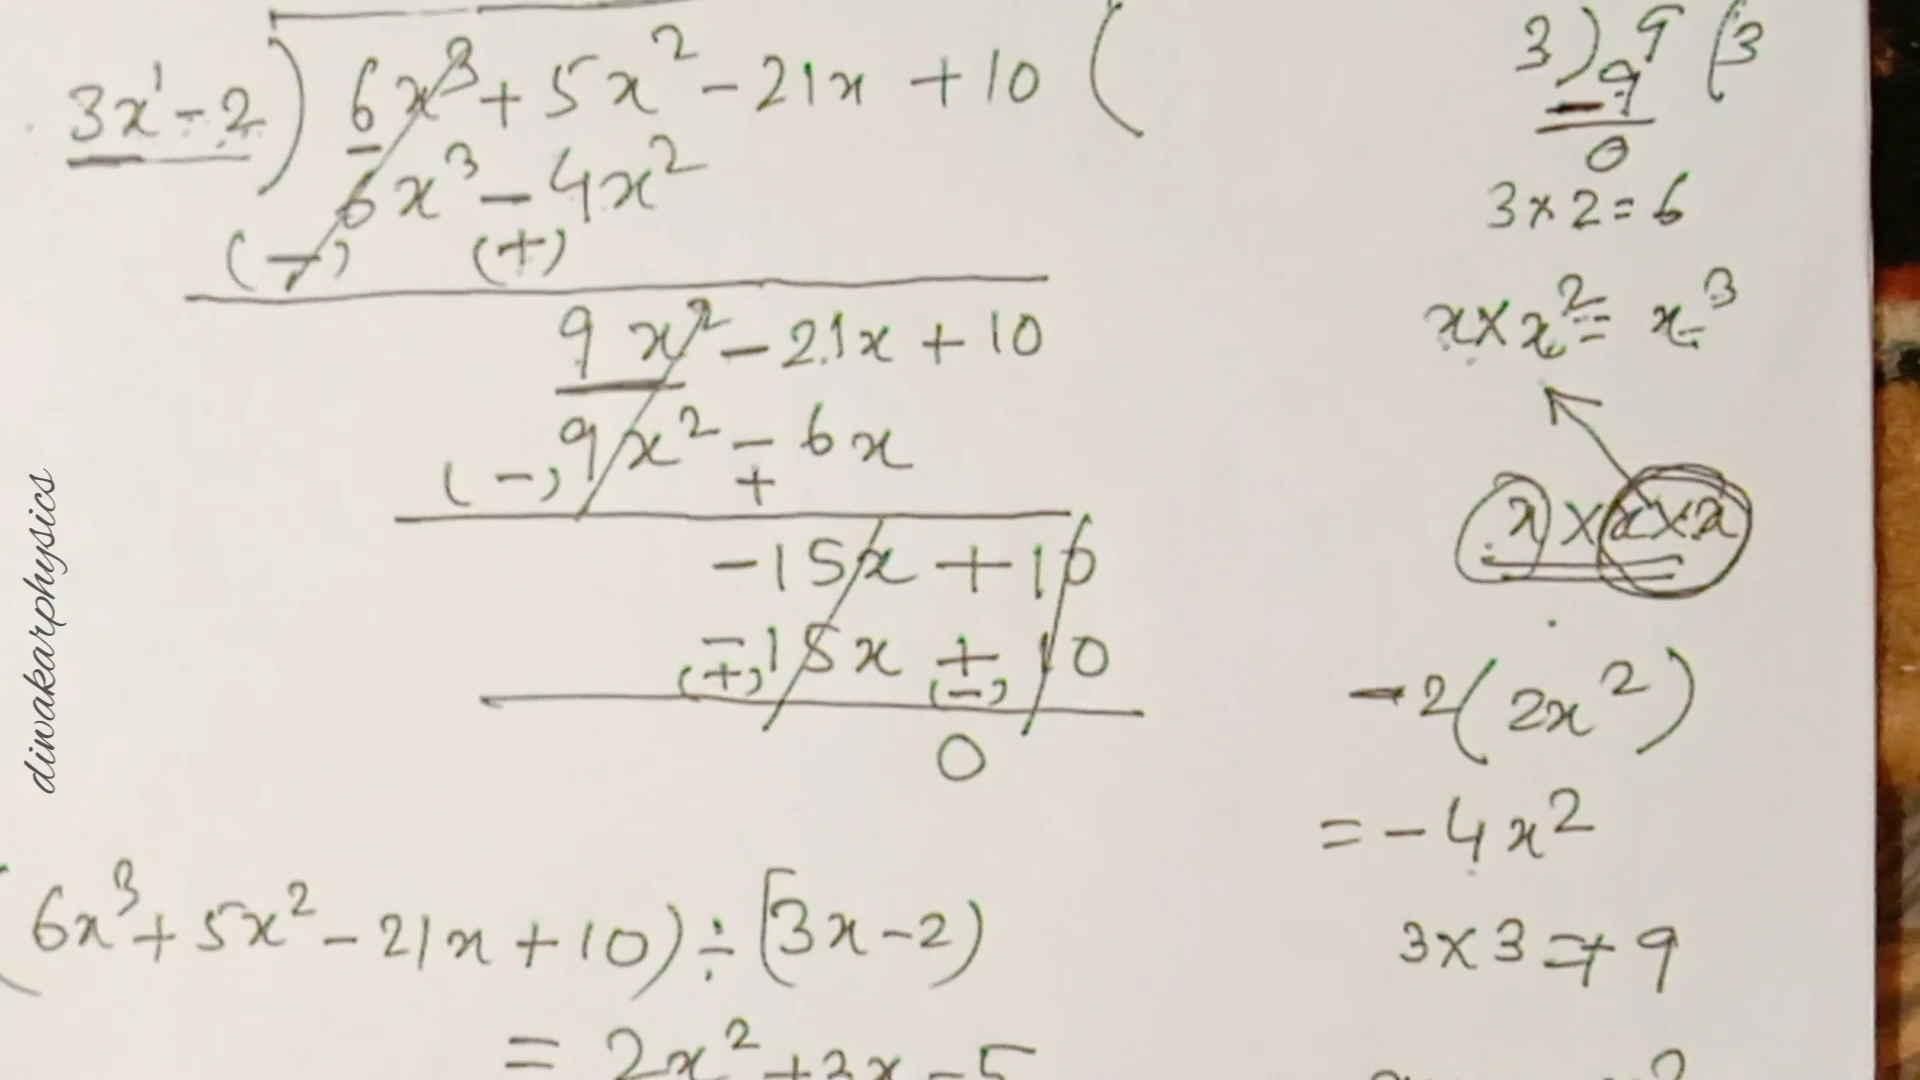 3x¹-2) 6x³ + 5x² - 21x + 10 (
6x³ - 4x²
(-) (+)
9x² - 21x + 10
9x² - 6x
(-) +
-15x + 10
-15x + 10
(+) (-)
0
(6x³ + 5x² - 21x + 10) ÷ (3x - 2)
= 2x² + 3x - 5
3) 9 (3
-9
0
3 × 2 = 6
x × x² = x³
x × x × x
-2(2x²)
= -4x²
3 × 3 = + 9
dinakarphysics